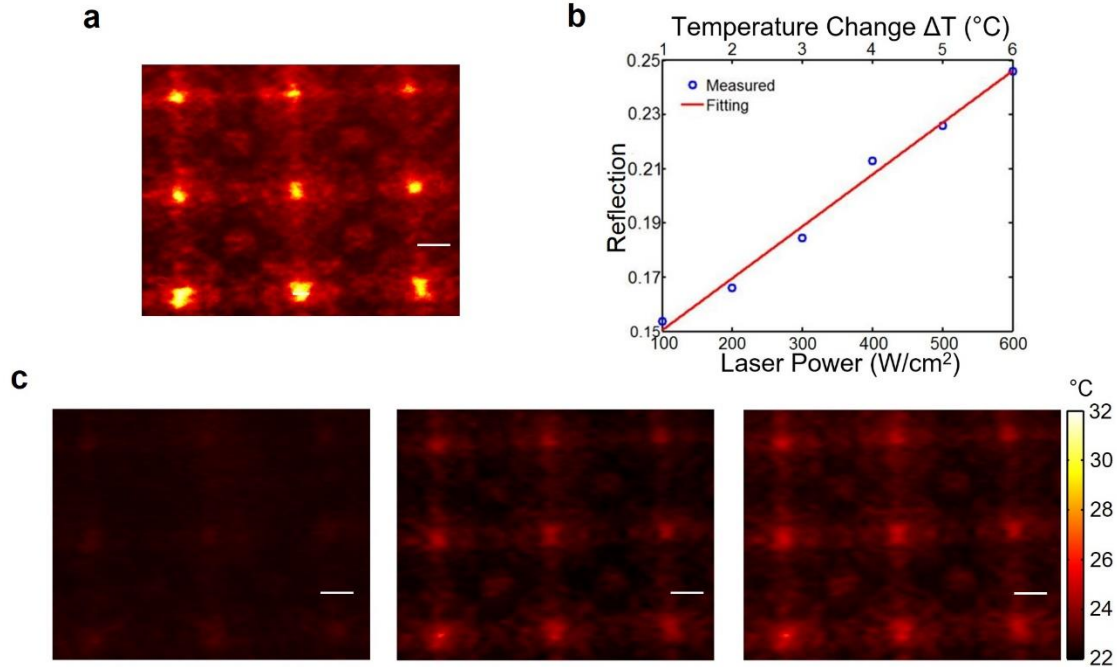 a
b
Temperature Change ΔT (°C)
1 2 3 4 5 6
0.25
0.23
0.21
0.19
0.17
0.15
Reflection
Measured
Fitting
100 200 300 400 500 600
Laser Power (W/cm²)
c
°C
32
30
28
26
24
22